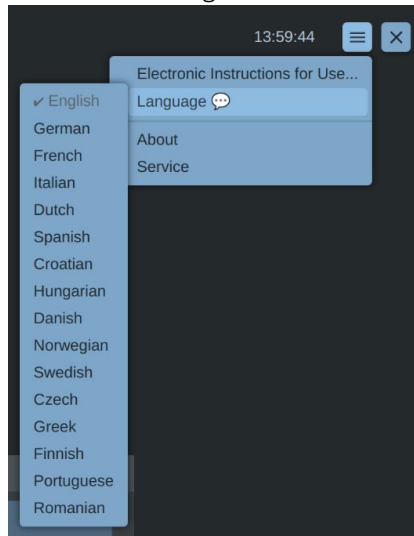 13:59:44
Electronic Instructions for Use...
Language 💬
About
Service
✔ English
German
French
Italian
Dutch
Spanish
Croatian
Hungarian
Danish
Norwegian
Swedish
Czech
Greek
Finnish
Portuguese
Romanian